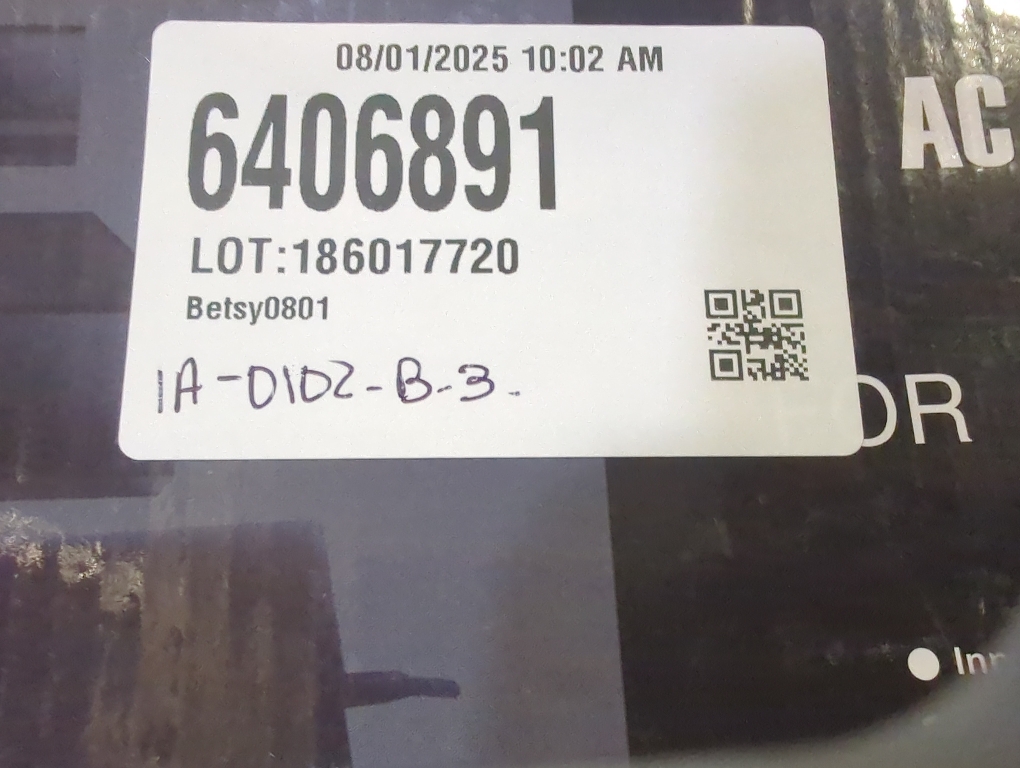 08/01/2025 10:02 AM
6406891
LOT:186017720
Betsy0801
1A-0102-B-3.
AC
OR